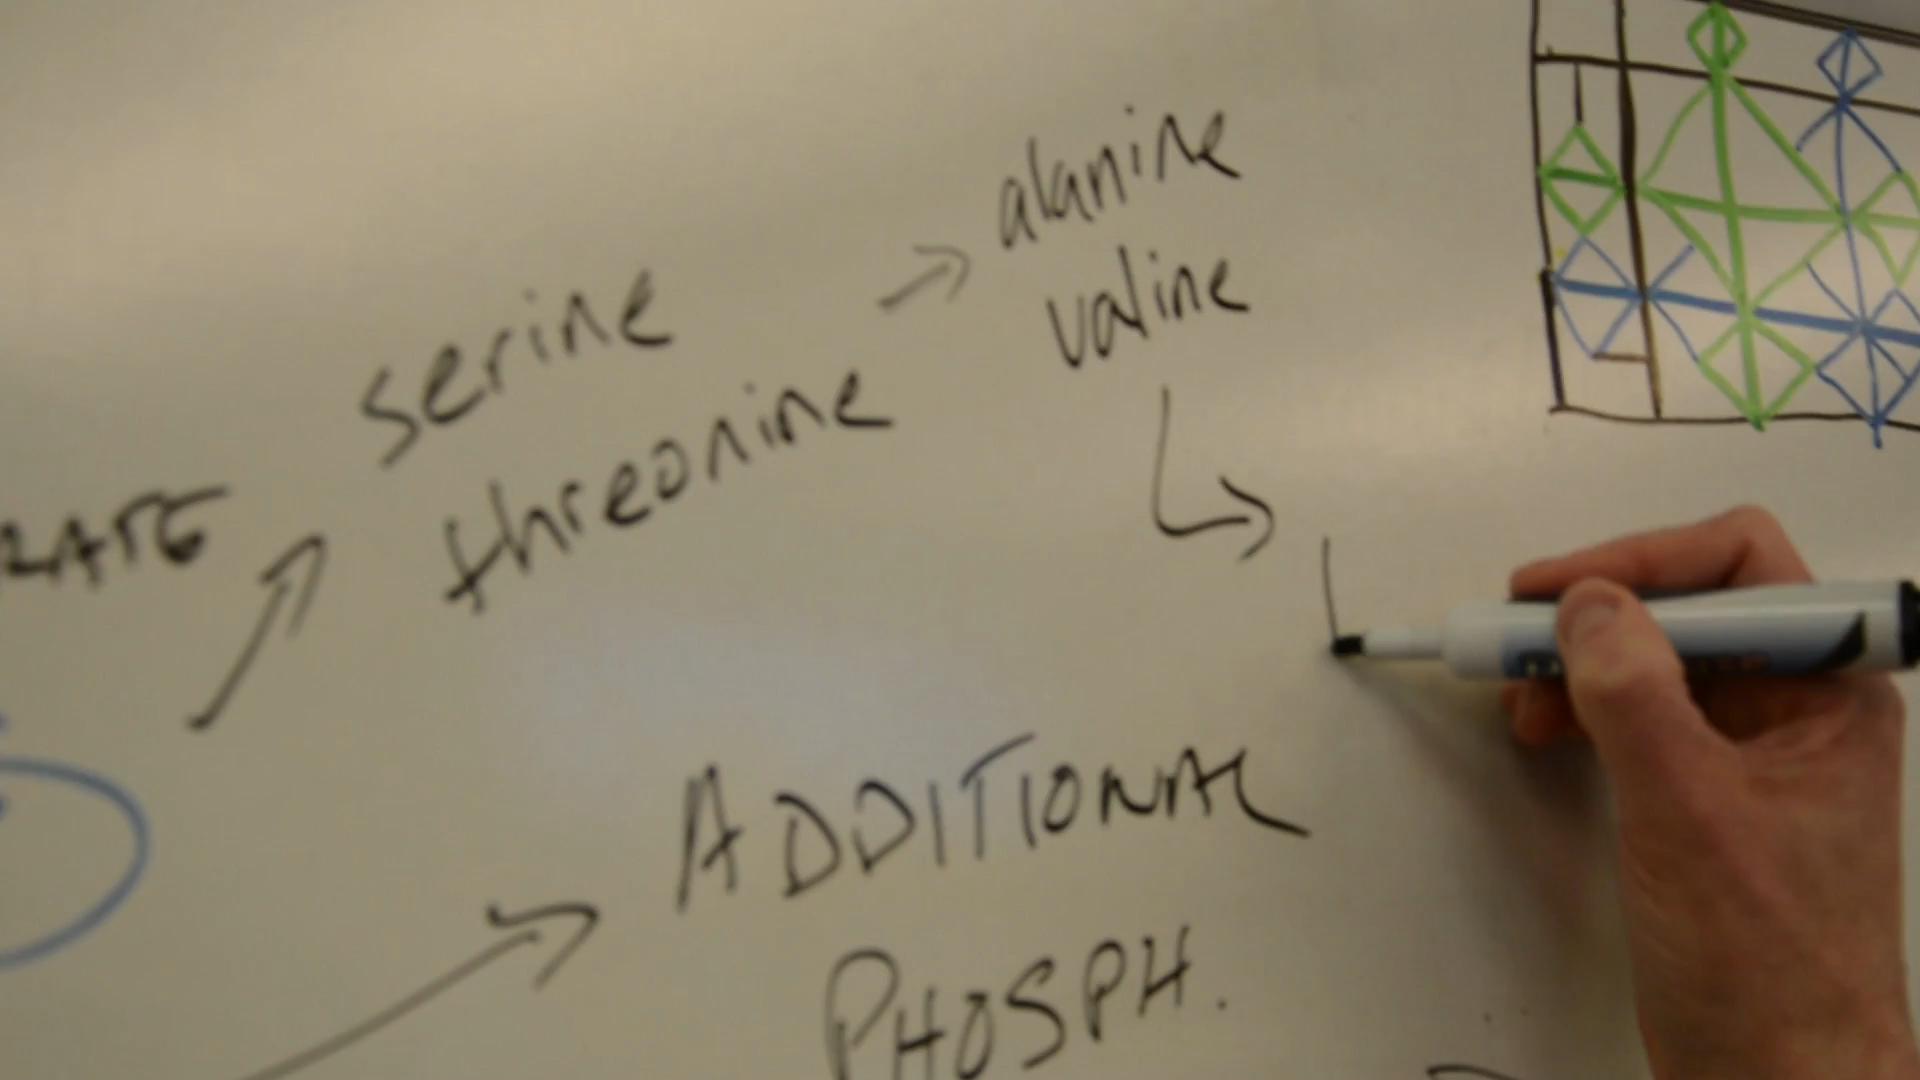 alanine
valine
serine
threonine
ADDITIONAL
PHOSPH.